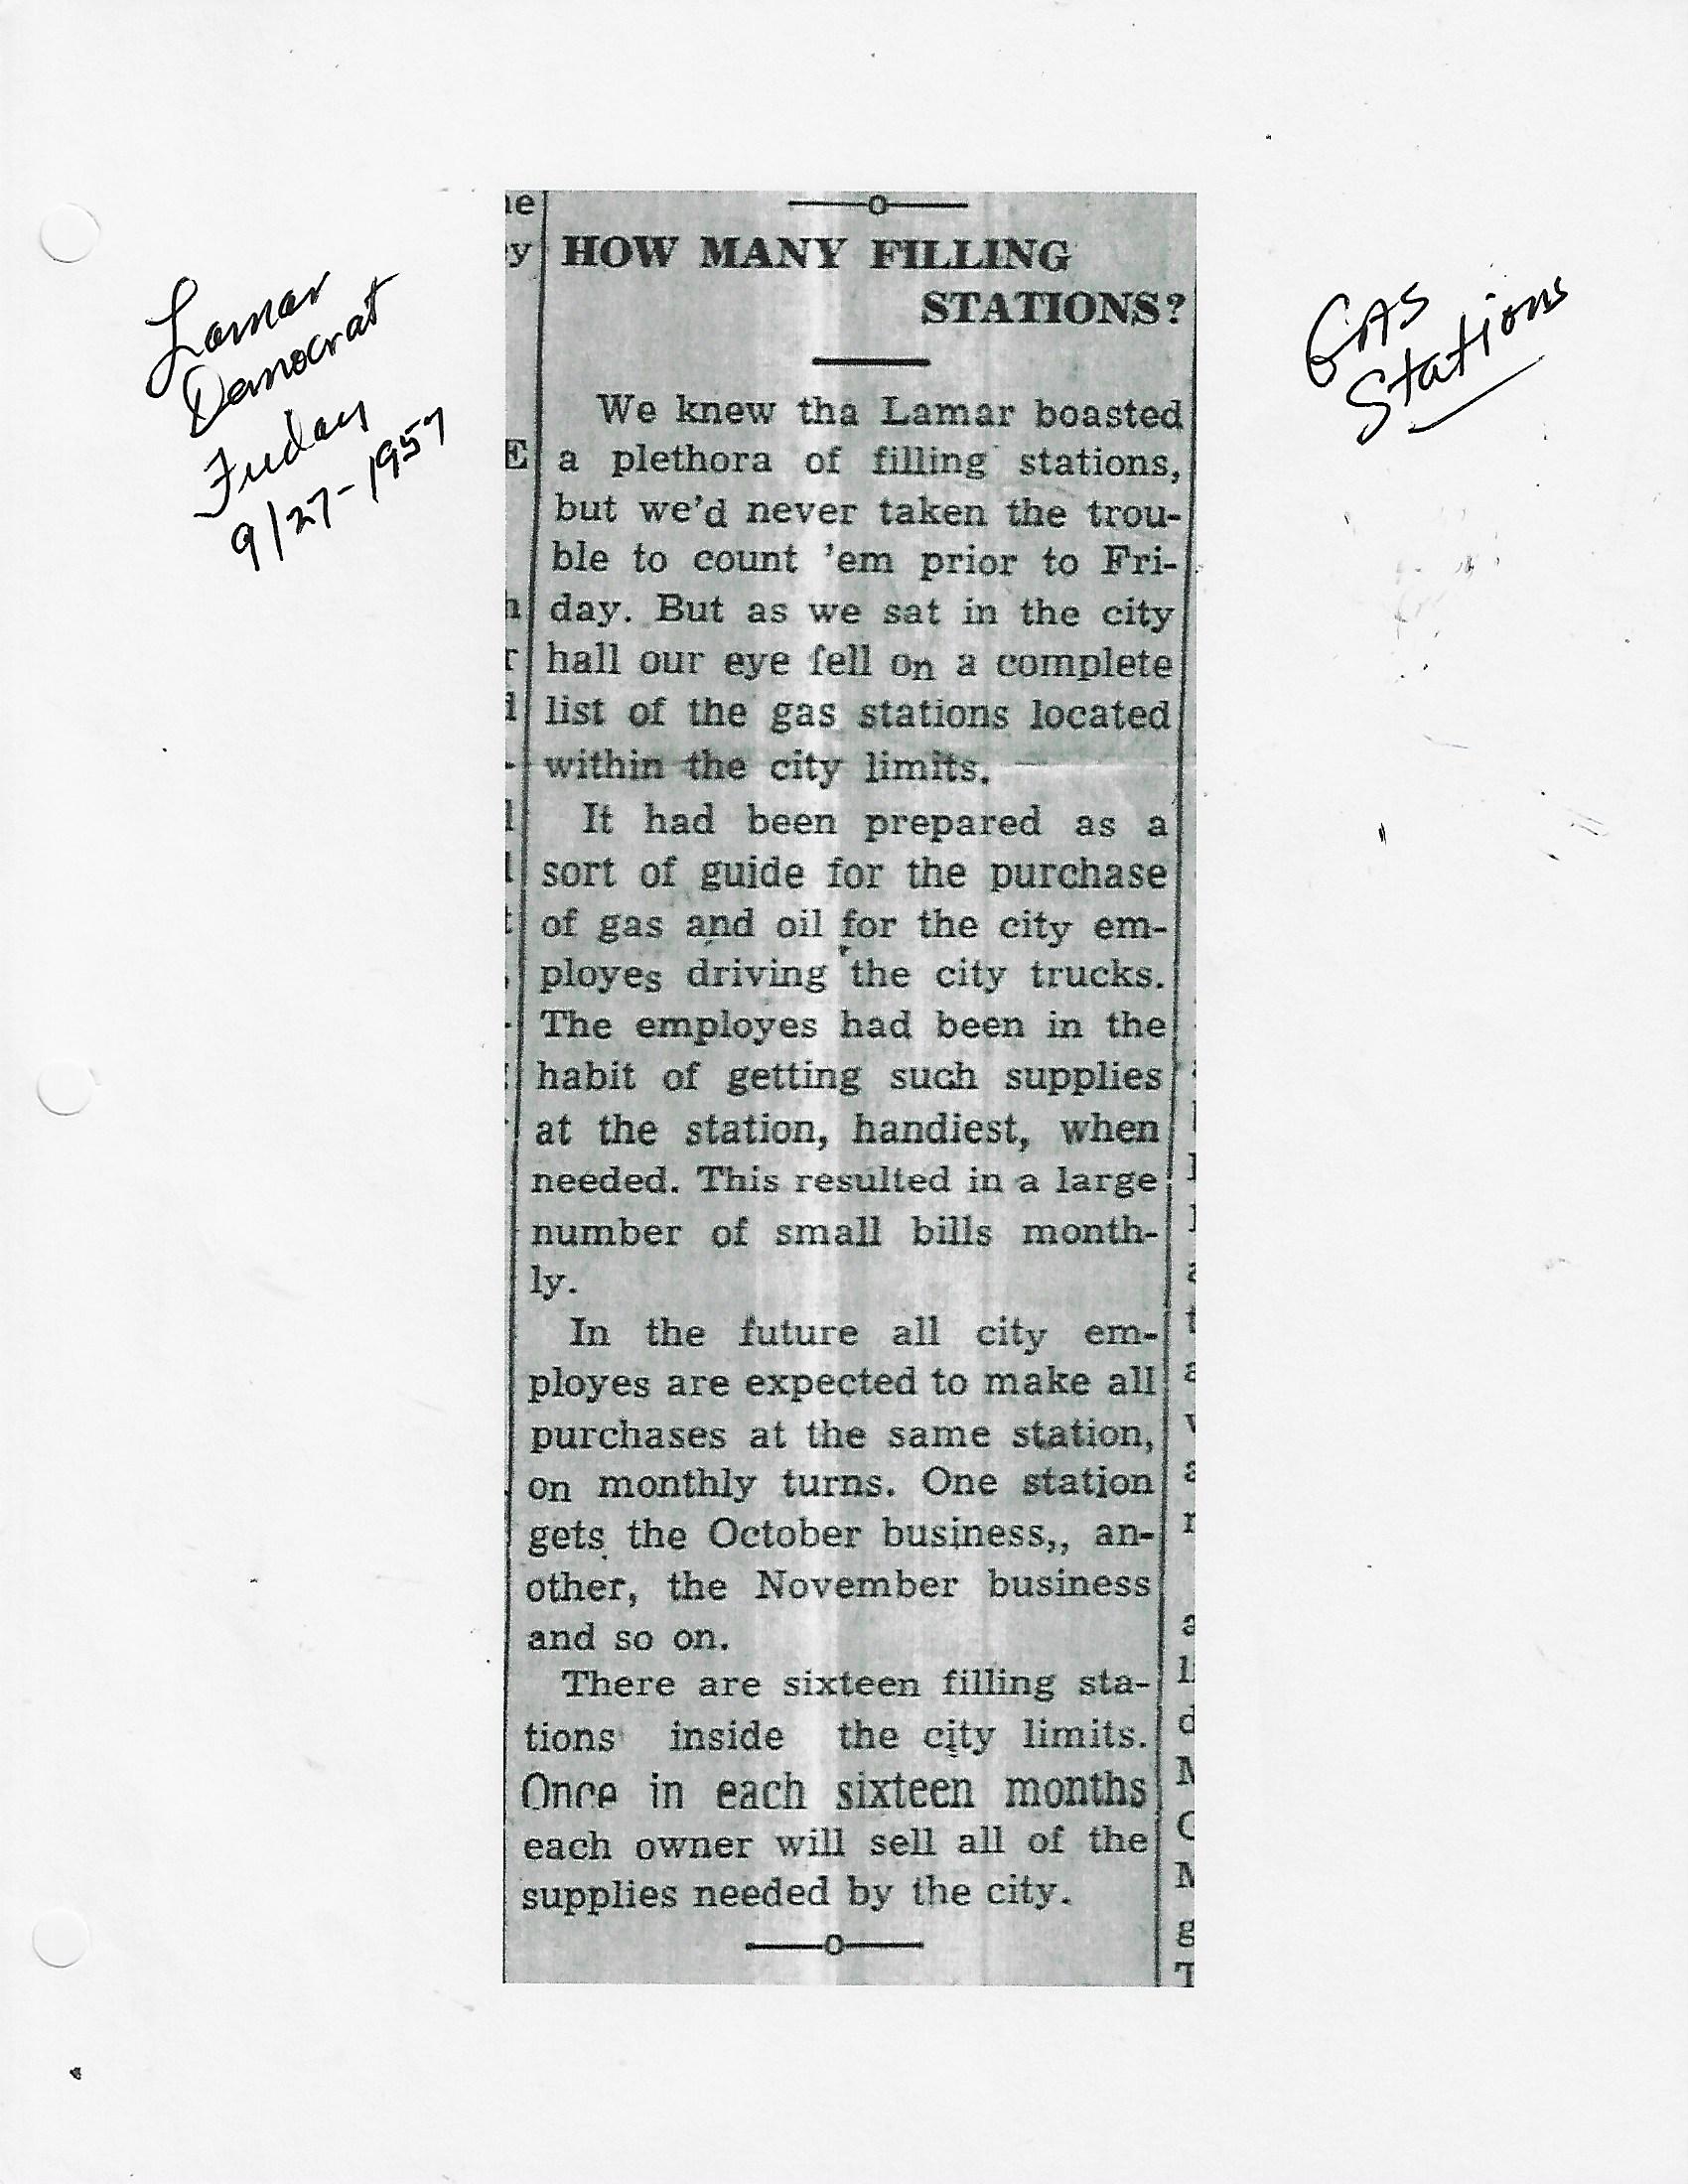 Lamar
Democrat
Friday
9/27-1957
GAS
Stations
HOW MANY FILLING
STATIONS?
We knew tha Lamar boasted
a plethora of filling stations,
but we'd never taken the trou-
ble to count 'em prior to Fri-
day. But as we sat in the city
hall our eye fell on a complete
list of the gas stations located
within the city limits.
It had been prepared as a
sort of guide for the purchase
of gas and oil for the city em-
ployes driving the city trucks.
The employes had been in the
habit of getting such supplies
at the station, handiest, when
needed. This resulted in a large
number of small bills month-
ly.
In the future all city em-
ployes are expected to make all
purchases at the same station,
on monthly turns. One station
gets the October business,, an-
other, the November business
and so on.
There are sixteen filling sta-
tions inside the city limits.
Once in each sixteen months
each owner will sell all of the
supplies needed by the city.